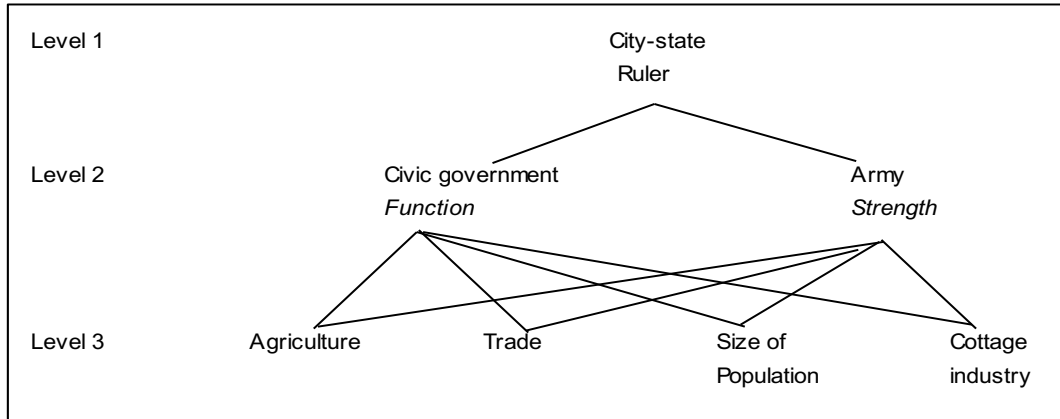 Level 1 City-state
Ruler
Level 2 Civic government Army
Function Strength
Level 3 Agriculture Trade Size of Cottage
Population industry